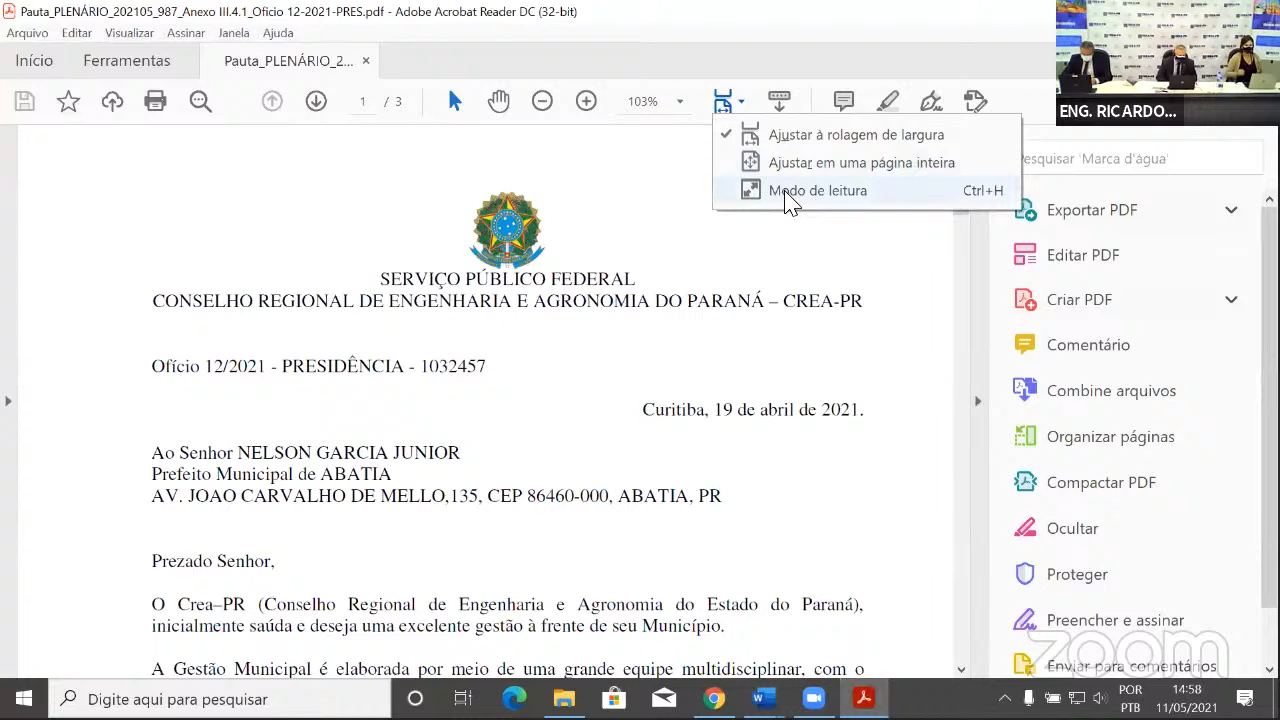 Pauta_PLENÁRIO_202105_987_Anexo III.4.1_Ofício 12-2021-PRES.pdf - Adobe Acrobat Reader DC (32-bit)
Arquivo Editar Visualizar Assinar Janela Ajuda
Início Ferramentas Pauta_PLENÁRIO_2... ×
1 / 3 103%
ENG. RICARDO...
Ajustar à rolagem de largura
Ajustar em uma página inteira
Modo de leitura Ctrl+H
esquisar 'Marca d'água'
Exportar PDF
Editar PDF
Criar PDF
Comentário
Combine arquivos
Organizar páginas
Compactar PDF
Ocultar
Proteger
Preencher e assinar
Enviar para comentários
SERVIÇO PÚBLICO FEDERAL
CONSELHO REGIONAL DE ENGENHARIA E AGRONOMIA DO PARANÁ – CREA-PR
Ofício 12/2021 - PRESIDÊNCIA - 1032457
Curitiba, 19 de abril de 2021.
Ao Senhor NELSON GARCIA JUNIOR
Prefeito Municipal de ABATIA
AV. JOAO CARVALHO DE MELLO,135, CEP 86460-000, ABATIA, PR
Prezado Senhor,
O Crea–PR (Conselho Regional de Engenharia e Agronomia do Estado do Paraná),
inicialmente saúda e deseja uma excelente gestão à frente de seu Município.
A Gestão Municipal é elaborada por meio de uma grande equipe multidisciplinar, com o
zoom
Digite aqui para pesquisar
POR
PTB
14:58
11/05/2021